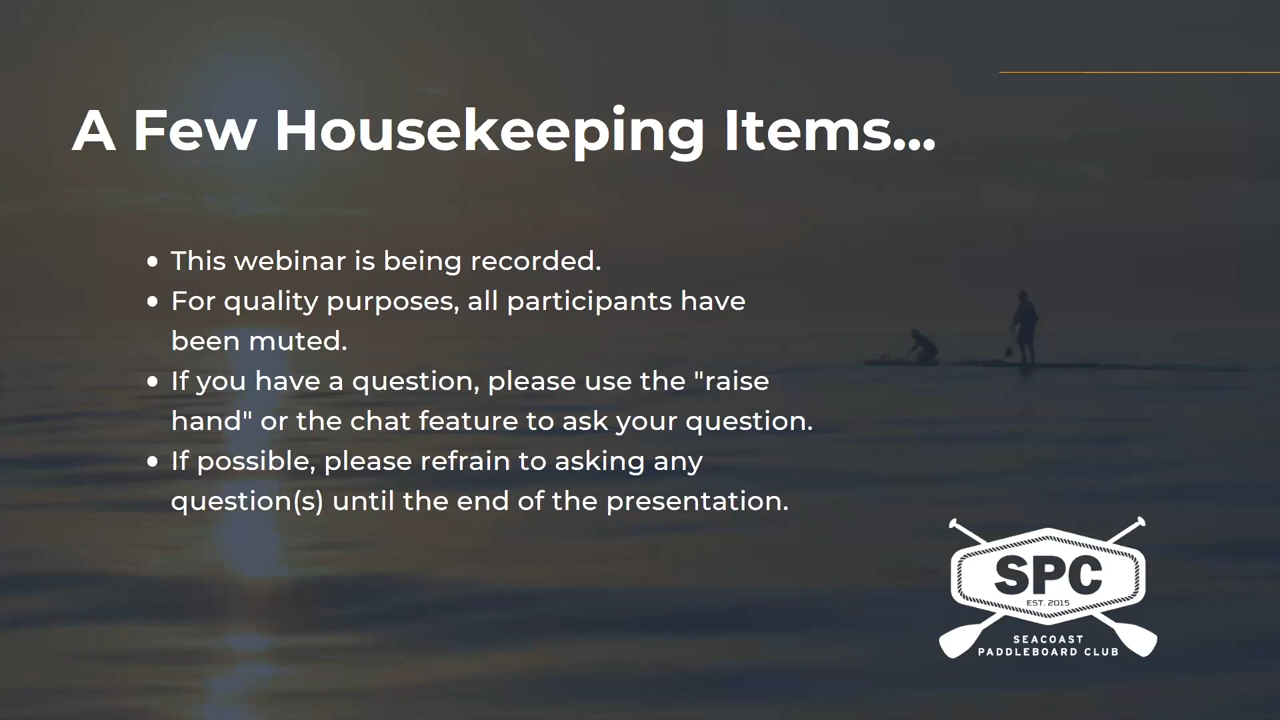 A Few Housekeeping Items...
• This webinar is being recorded.
• For quality purposes, all participants have
been muted.
• If you have a question, please use the "raise
hand" or the chat feature to ask your question.
• If possible, please refrain to asking any
question(s) until the end of the presentation.
SPC
EST. 2015
SEACOAST
PADDLEBOARD CLUB